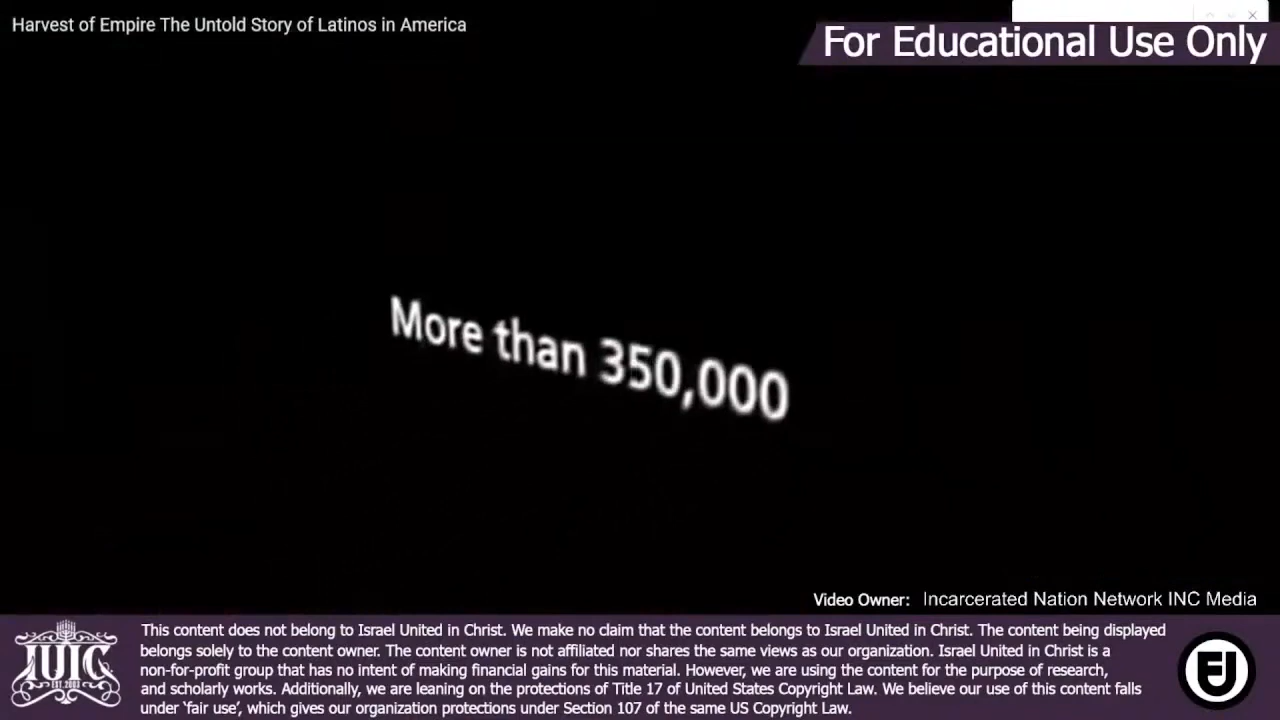 Harvest of Empire The Untold Story of Latinos in America
For Educational Use Only
More than 350,000
Video Owner: Incarcerated Nation Network INC Media
IUIC
EST.2003
This content does not belong to Israel United in Christ. We make no claim that the content belongs to Israel United in Christ. The content being displayed
belongs solely to the content owner. The content owner is not affiliated nor shares the same views as our organization. Israel United in Christ is a
non-for-profit group that has no intent of making financial gains for this material. However, we are using the content for the purpose of research,
and scholarly works. Additionally, we are leaning on the protections of Title 17 of United States Copyright Law. We believe our use of this content falls
under 'fair use', which gives our organization protections under Section 107 of the same US Copyright Law.